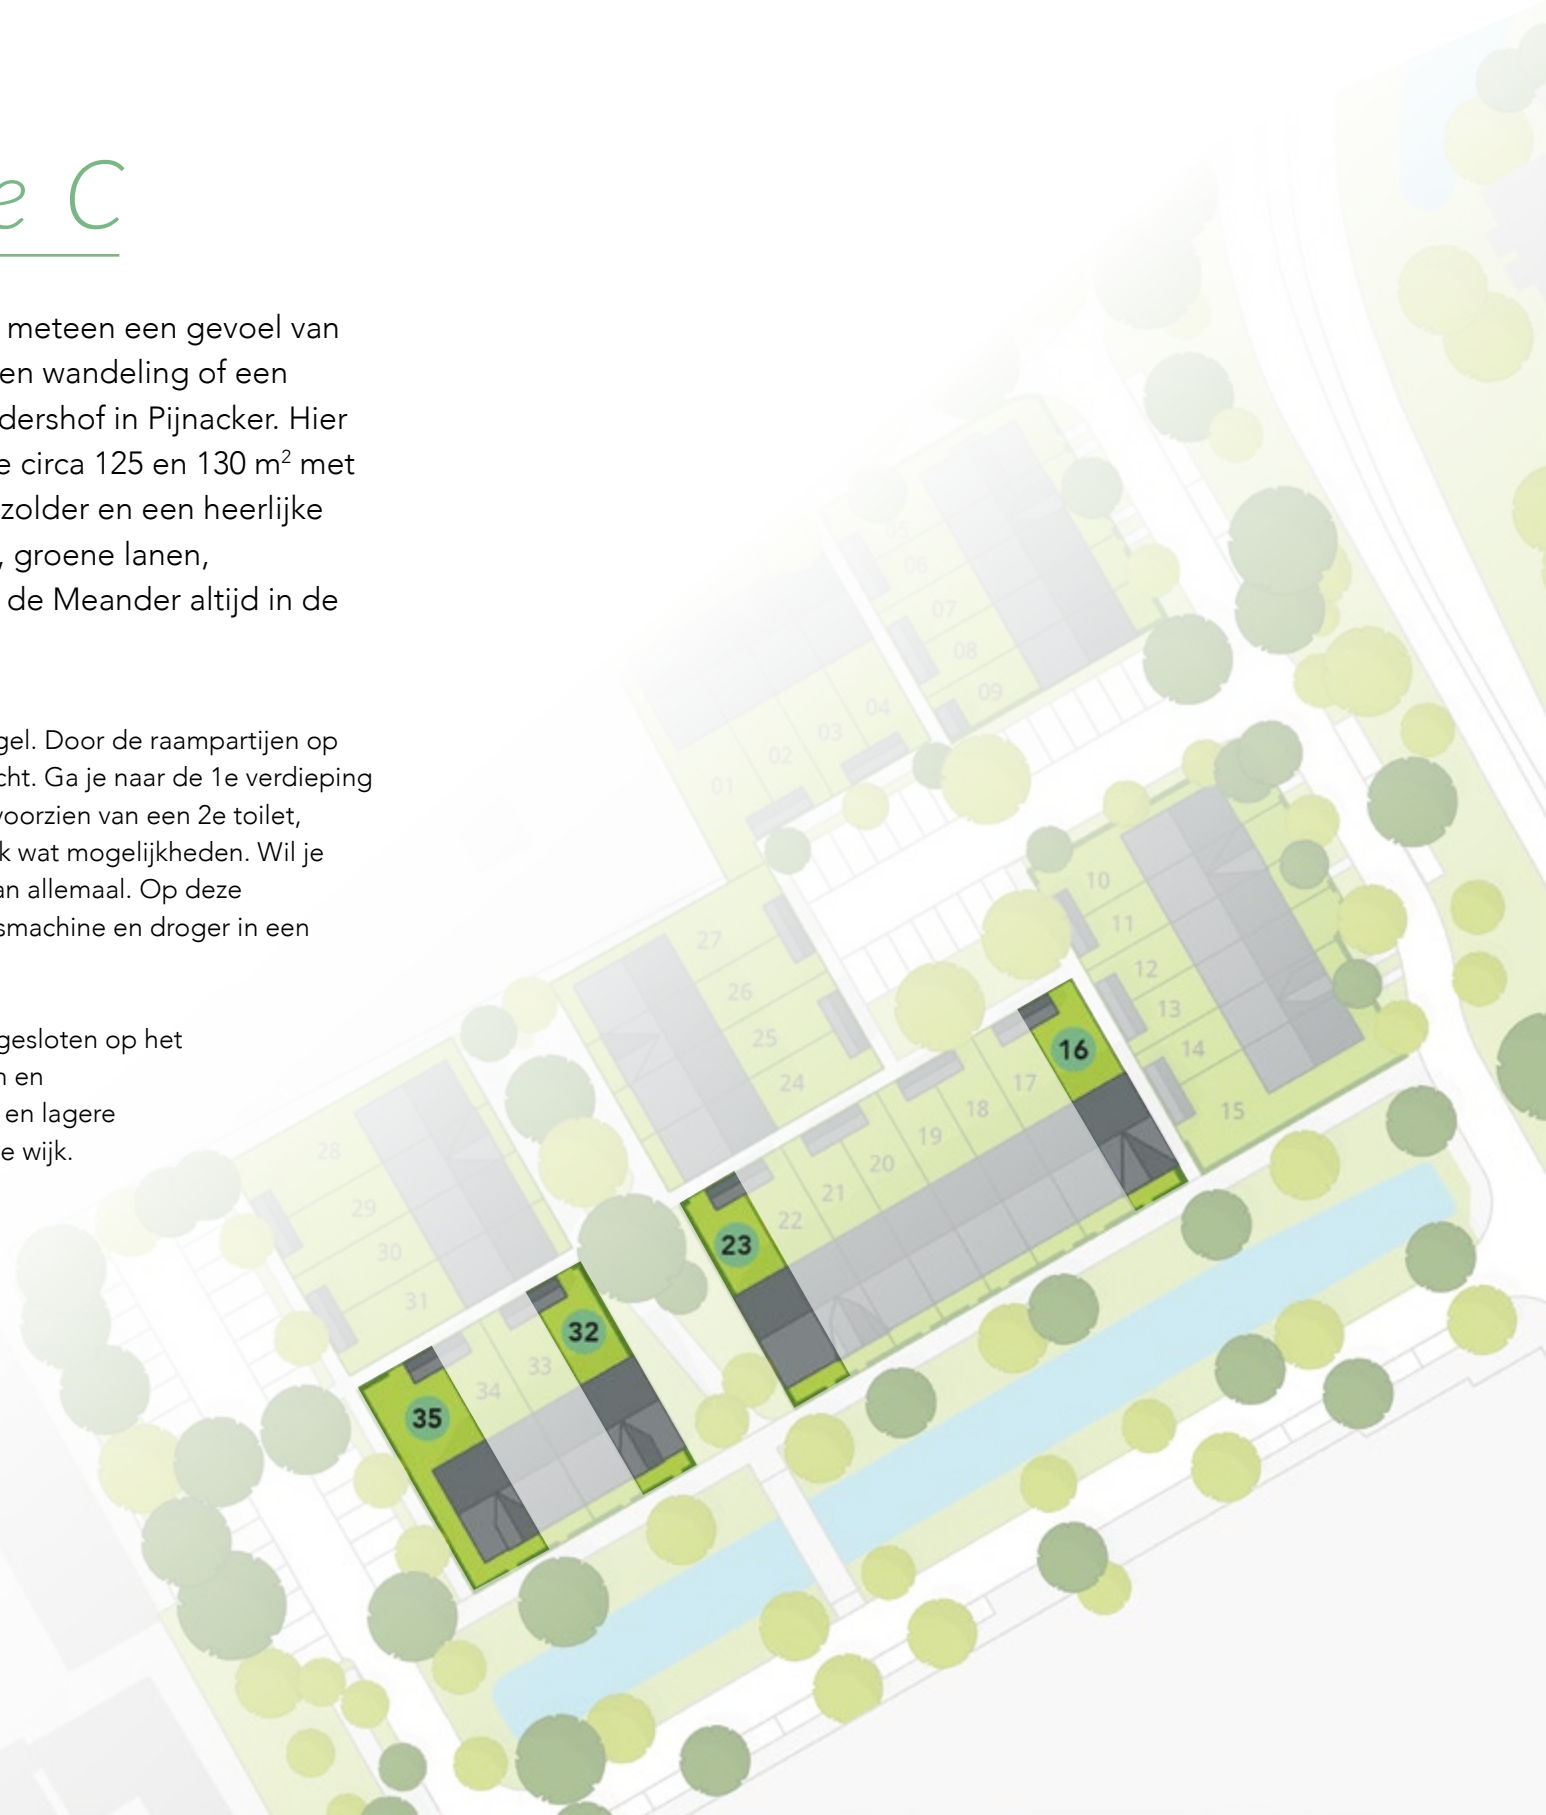 e C
meteen een gevoel van
en wandeling of een
dershof in Pijnacker. Hier
e circa 125 en 130 m² met
zolder en een heerlijke
, groene lanen,
de Meander altijd in de
gel. Door de raampartijen op
cht. Ga je naar de 1e verdieping
voorzien van een 2e toilet,
k wat mogelijkheden. Wil je
an allemaal. Op deze
smachine en droger in een
gesloten op het
n en
en lagere
e wijk.
05
06
07
08
09
04
03
02
01
10
11
12
13
14
15
27
26
25
24
16
17
18
19
20
21
22
23
28
29
30
31
32
33
34
35